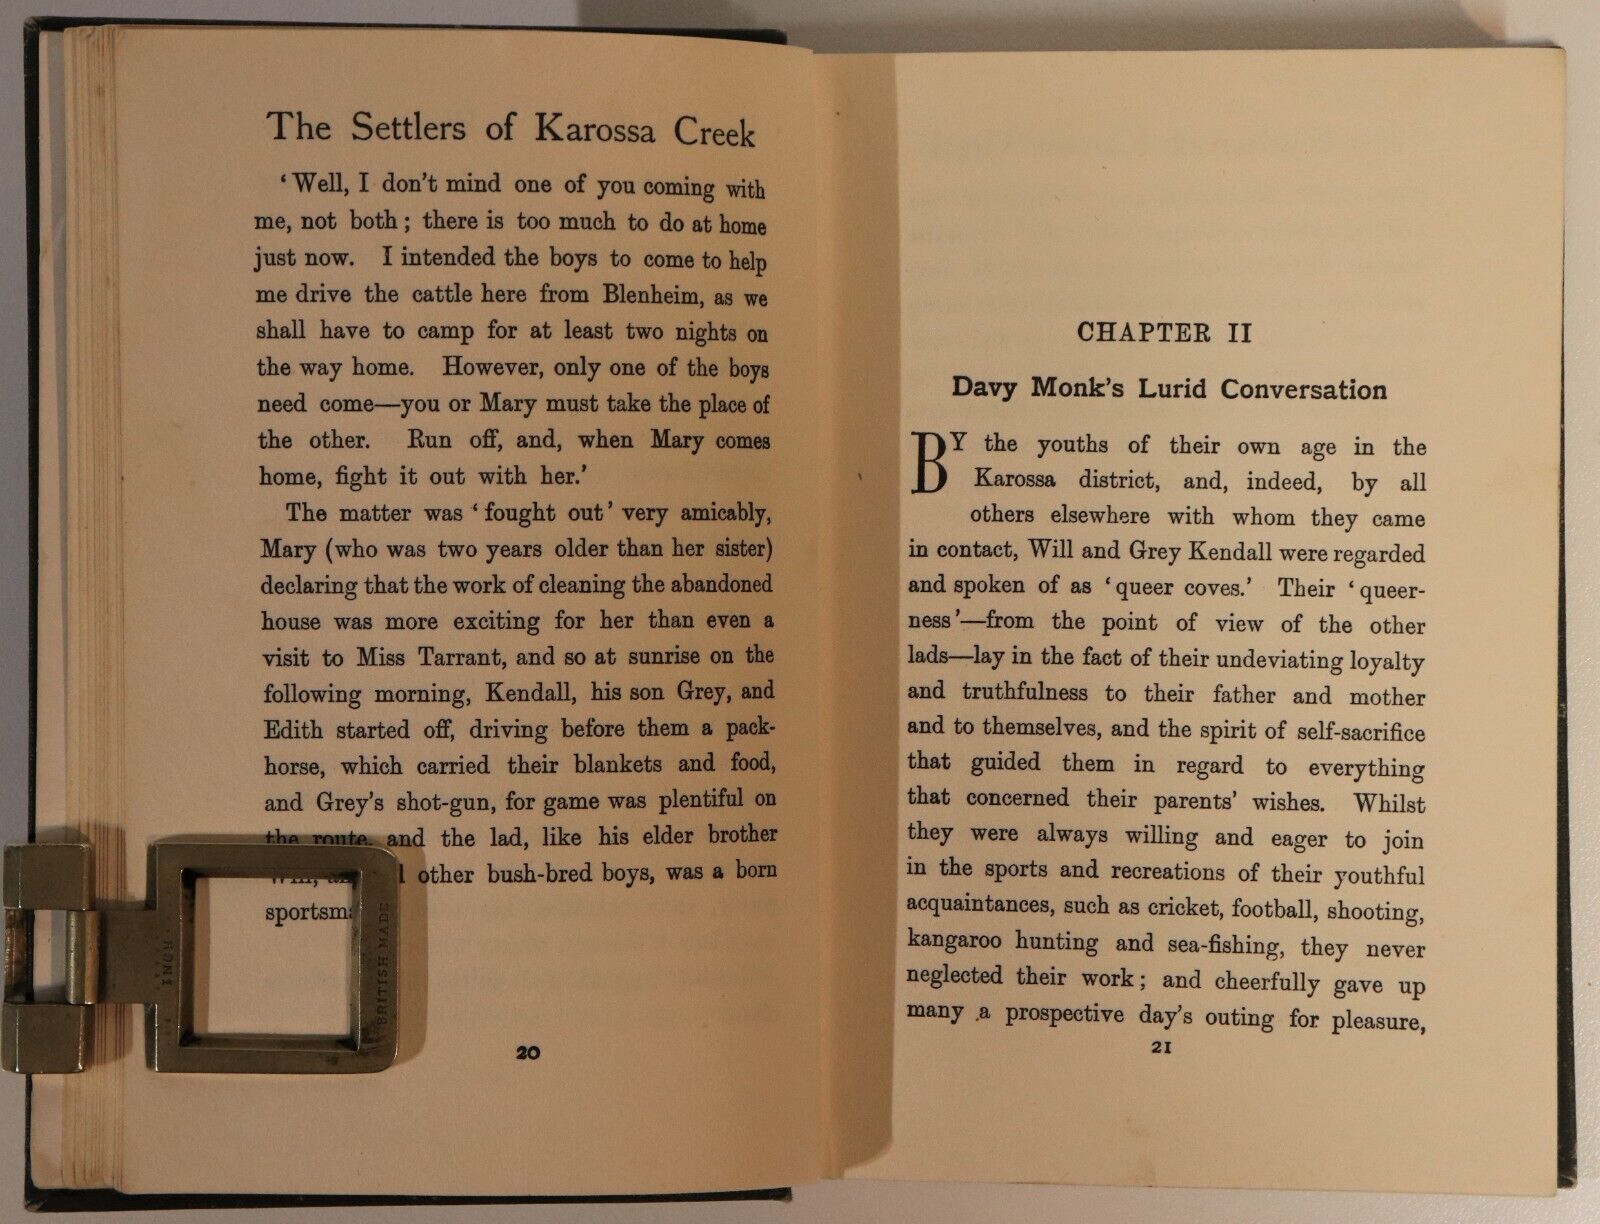 The Settlers of Karossa Creek
‘Well, I don't mind one of you coming with
me, not both; there is too much to do at home
just now. I intended the boys to come to help
me drive the cattle here from Blenheim, as we
shall have to camp for at least two nights on
the way home. However, only one of the boys
need come—you or Mary must take the place of
the other. Run off, and, when Mary comes
home, fight it out with her.’
The matter was ‘fought out’ very amicably,
Mary (who was two years older than her sister)
declaring that the work of cleaning the abandoned
house was more exciting for her than even a
visit to Miss Tarrant, and so at sunrise on the
following morning, Kendall, his son Grey, and
Edith started off, driving before them a pack-
horse, which carried their blankets and food,
and Grey's shot-gun, for game was plentiful on
the route, and the lad, like his elder brother
Will, other bush-bred boys, was a born
20
BRITISH MADE
CHAPTER II
Davy Monk's Lurid Conversation
BY the youths of their own age in the
Karossa district, and, indeed, by all
others elsewhere with whom they came
in contact, Will and Grey Kendall were regarded
and spoken of as ‘queer coves.’ Their ‘queer-
ness’—from the point of view of the other
lads—lay in the fact of their undeviating loyalty
and truthfulness to their father and mother
and to themselves, and the spirit of self-sacrifice
that guided them in regard to everything
that concerned their parents' wishes. Whilst
they were always willing and eager to join
in the sports and recreations of their youthful
acquaintances, such as cricket, football, shooting,
kangaroo hunting and sea-fishing, they never
neglected their work; and cheerfully gave up
many a prospective day's outing for pleasure,
21